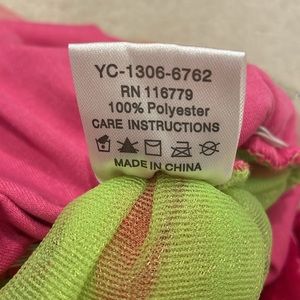 YC-1306-6762
RN 116779
100% Polyester
CARE INSTRUCTIONS
MADE IN CHINA